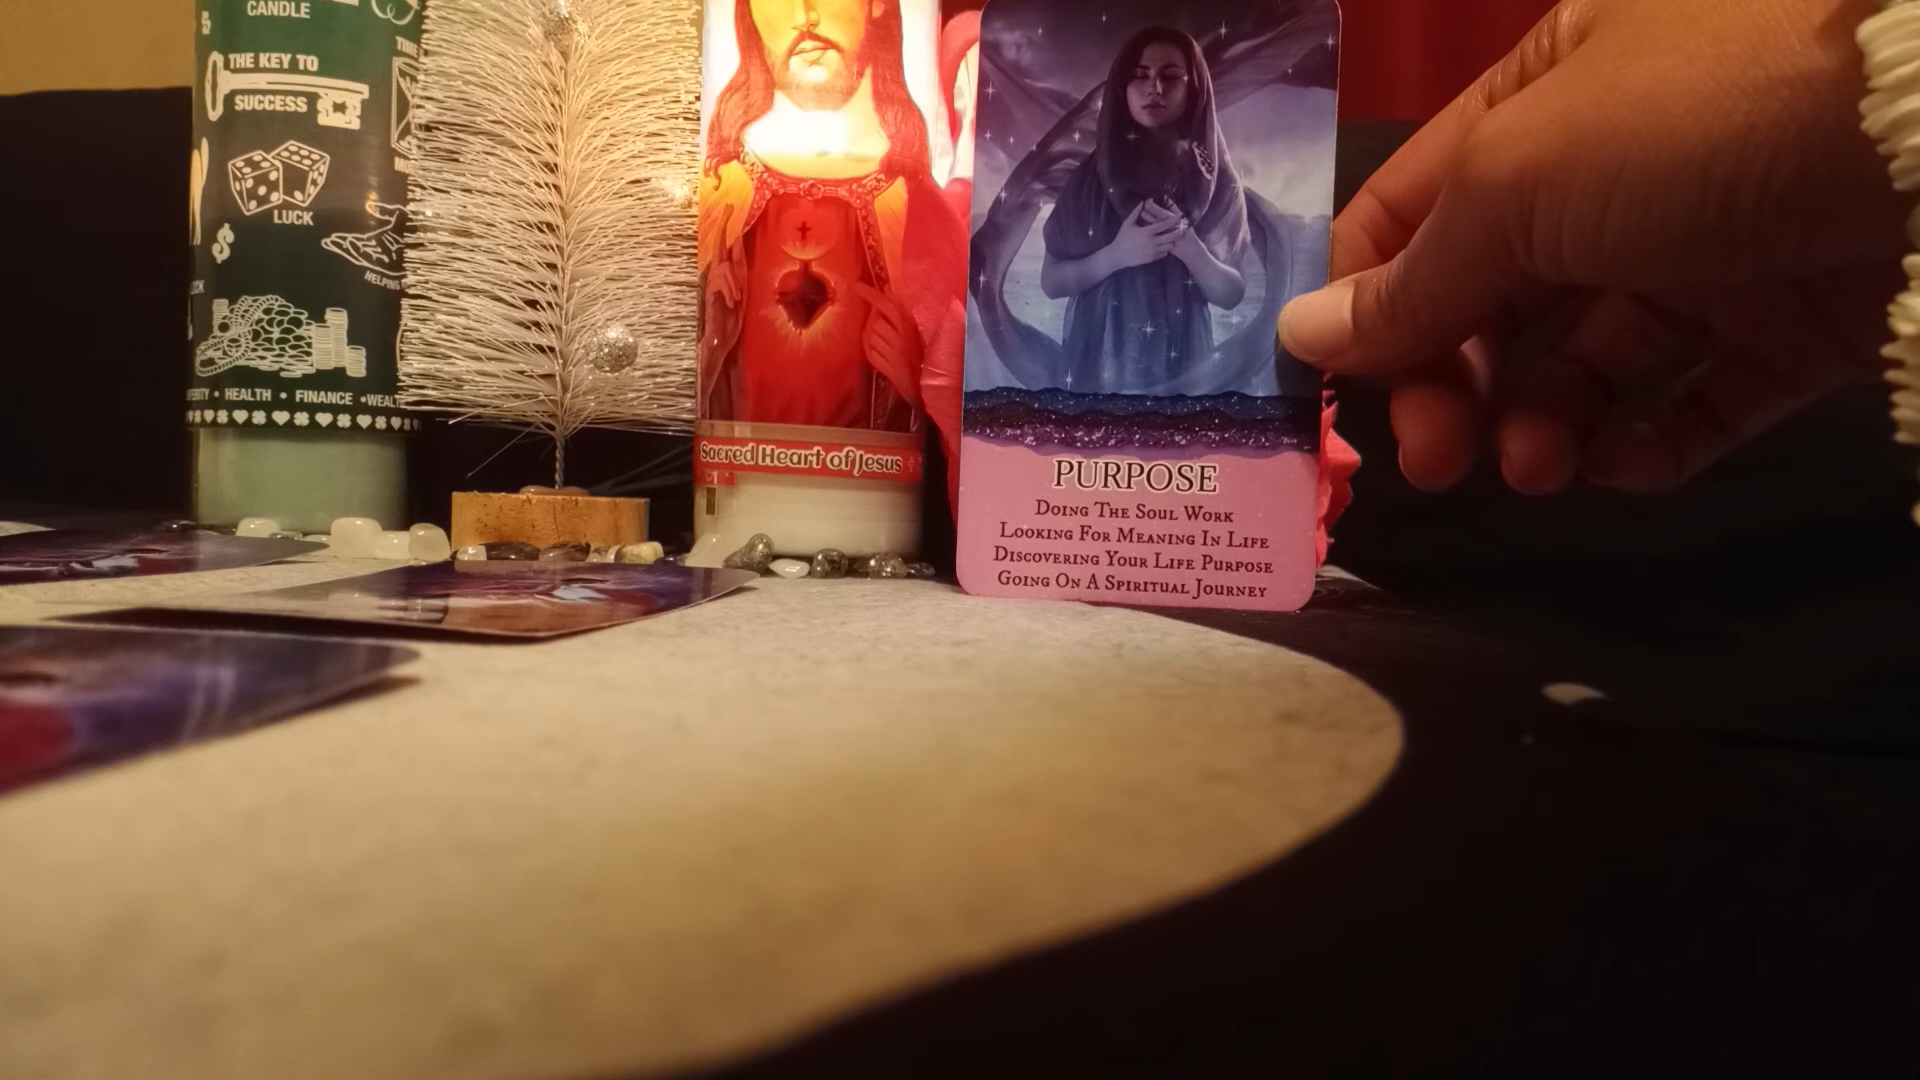 CANDLE
THE KEY TO
SUCCESS
LUCK
$
HEALTH • FINANCE •WEALT
Sacred Heart of Jesus
PURPOSE
Doing The Soul Work
Looking For Meaning In Life
Discovering Your Life Purpose
Going On A Spiritual Journey